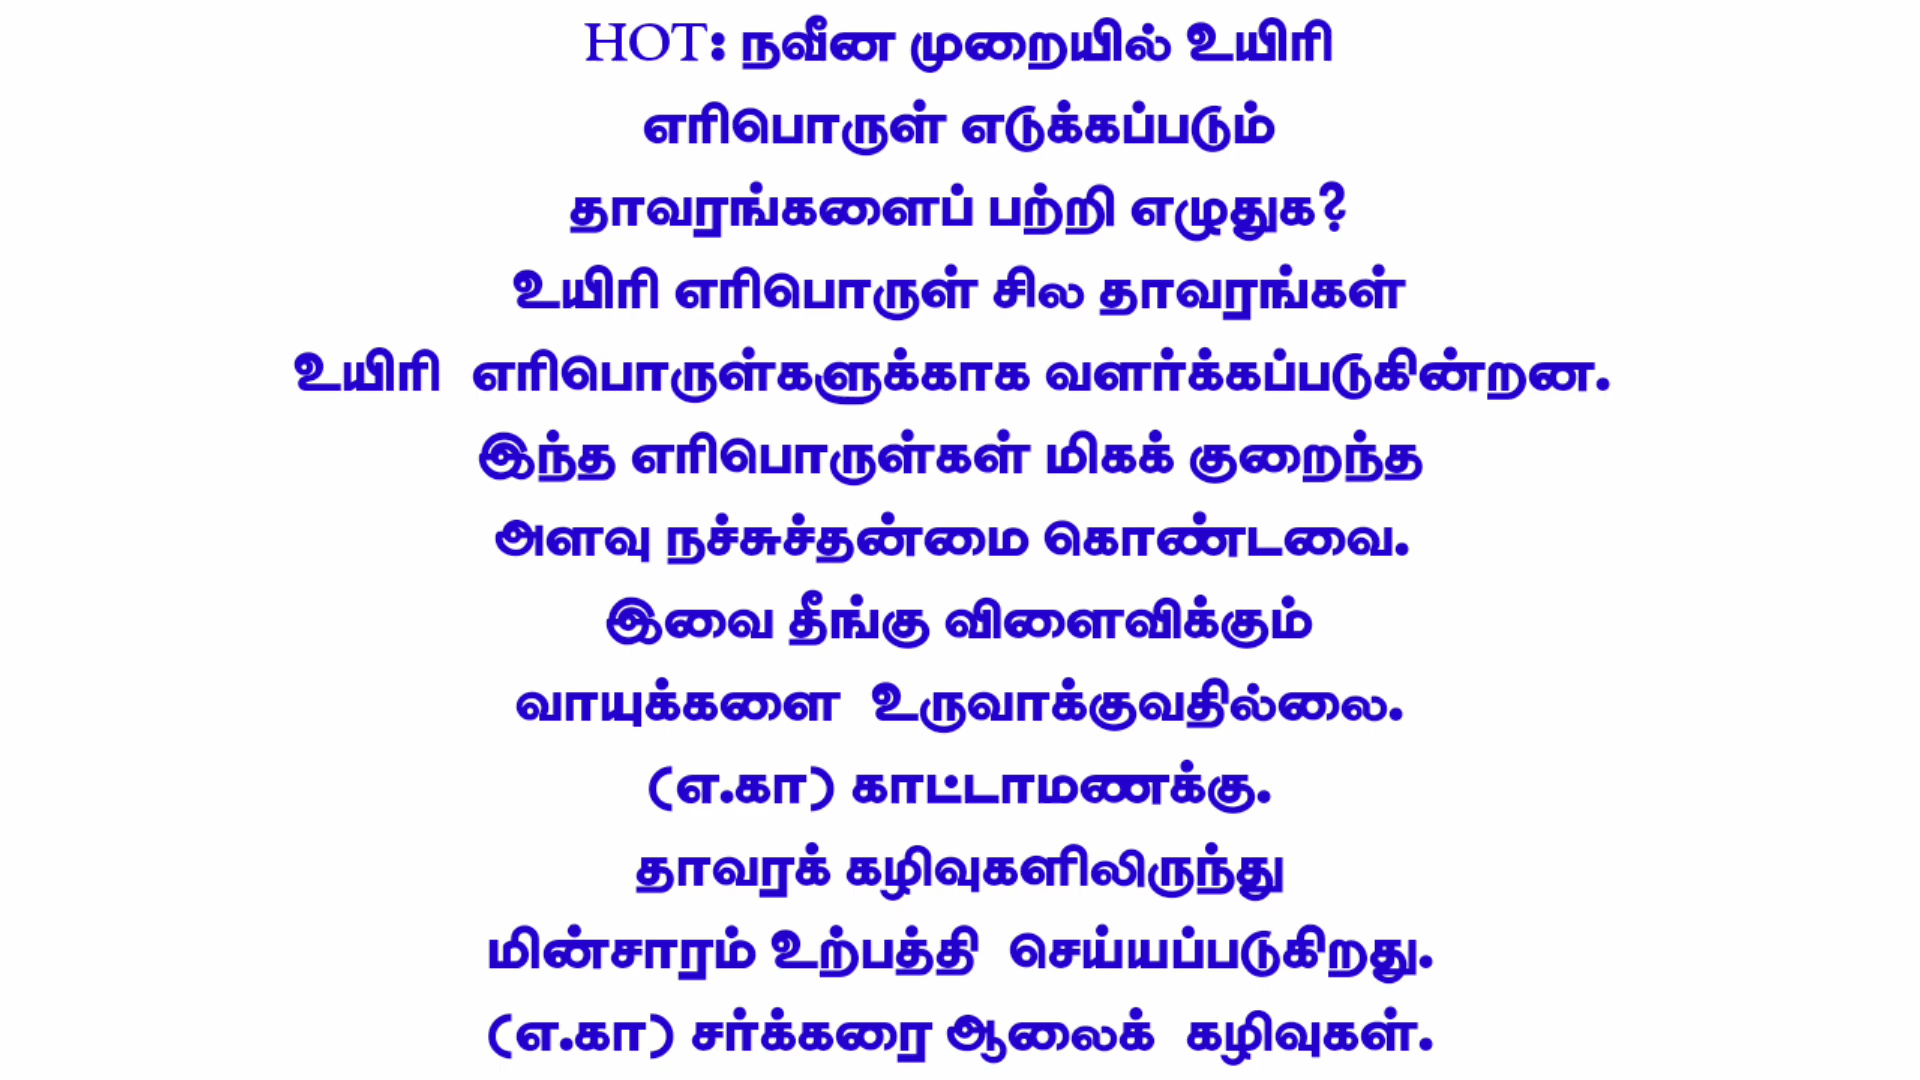 HOT: நவீன முறையில் உயிரி
எரிபொருள் எடுக்கப்படும்
தாவரங்களைப் பற்றி எழுதுக?
உயிரி எரிபொருள் சில தாவரங்கள்
உயிரி எரிபொருள்களுக்காக வளர்க்கப்படுகின்றன.
இந்த எரிபொருள்கள் மிகக் குறைந்த
அளவு நச்சுச்தன்மை கொண்டவை.
இவை தீங்கு விளைவிக்கும்
வாயுக்களை உருவாக்குவதில்லை.
(எ.கா) காட்டாமணக்கு.
தாவரக் கழிவுகளிலிருந்து
மின்சாரம் உற்பத்தி செய்யப்படுகிறது.
(எ.கா) சர்க்கரை ஆலைக் கழிவுகள்.